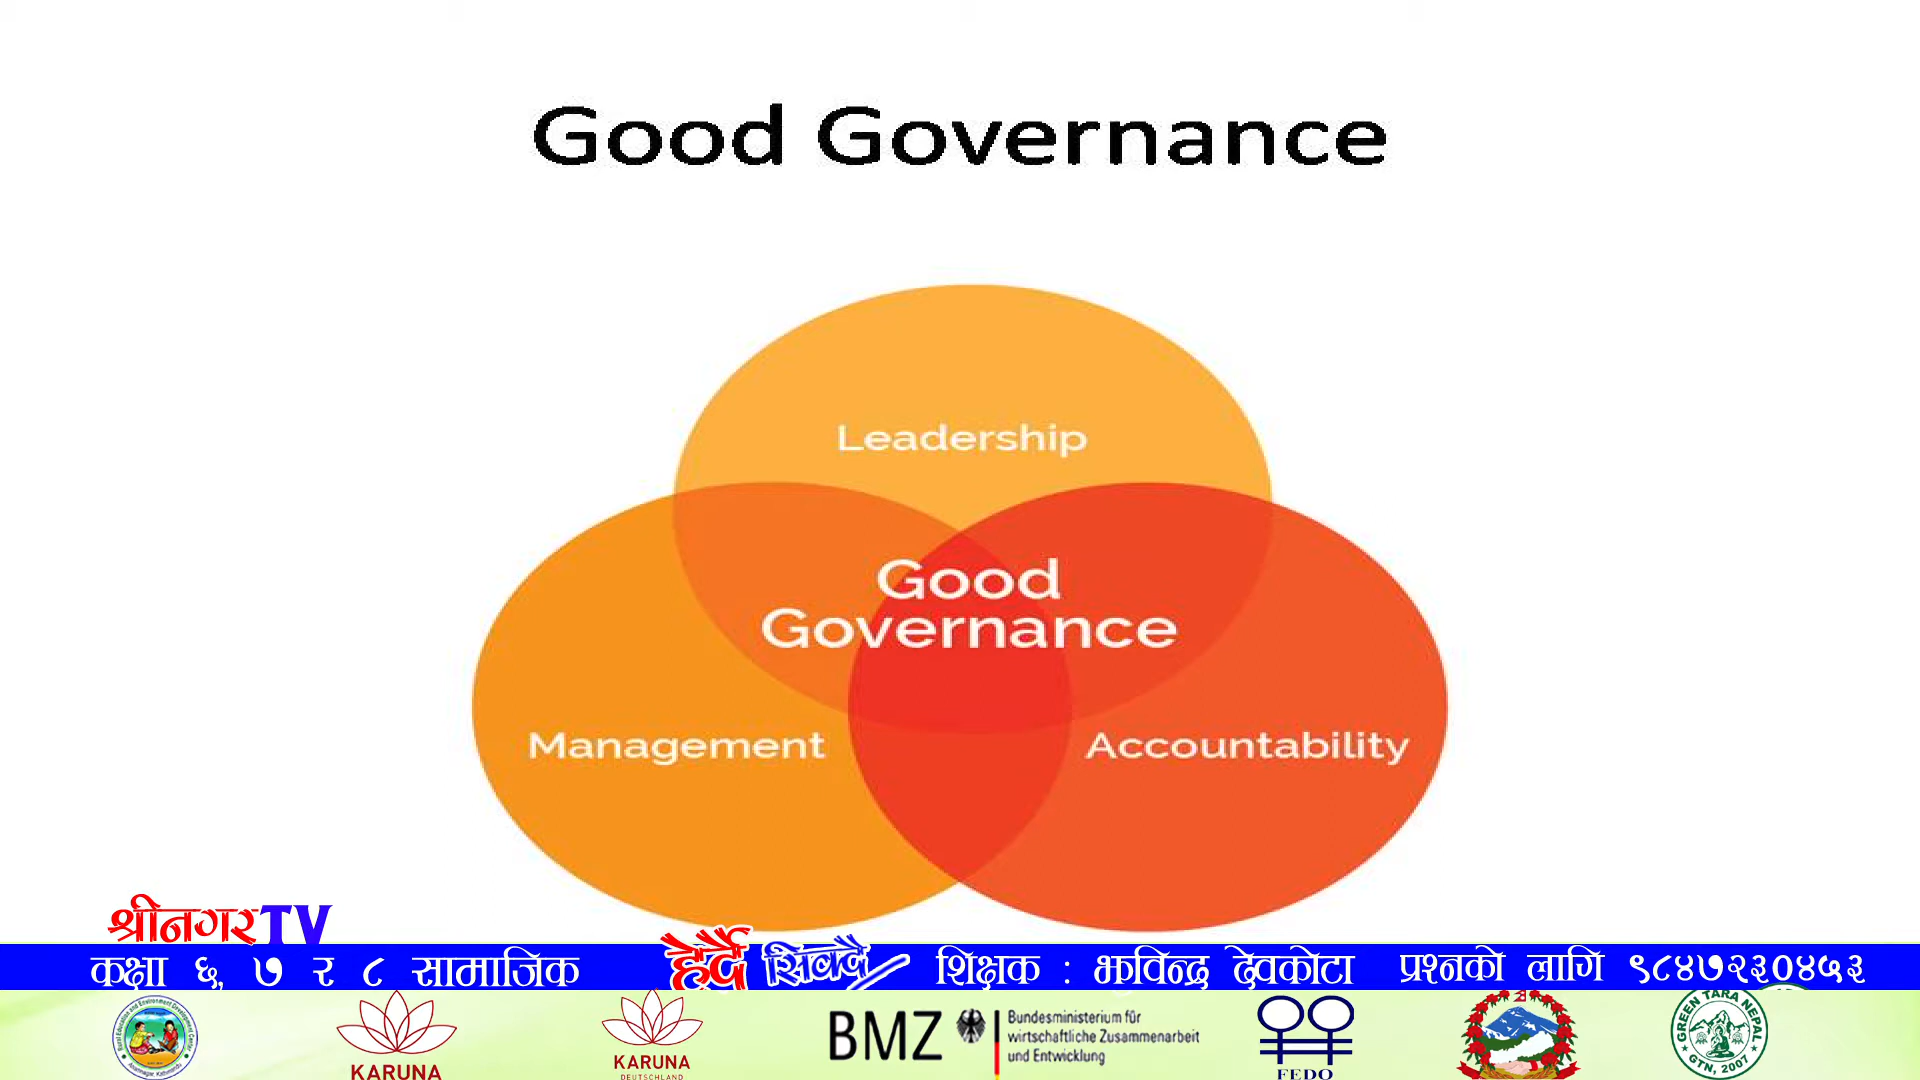 Good Governance
Leadership
Good
Governance
Management
Accountability
श्रीनगरTV
कक्षा ६, ७ र ८ सामाजिक
हेर्दै सिक्दै
शिक्षक : झविन्द्र देवकोटा
प्रश्नको लागि ९८४७२३०४५३
KARUNA
KARUNA
DEUTSCHLAND
BMZ
Bundesministerium für
wirtschaftliche Zusammenarbeit
und Entwicklung
FEDO
GREEN TARA NEPAL
GTN, 2007